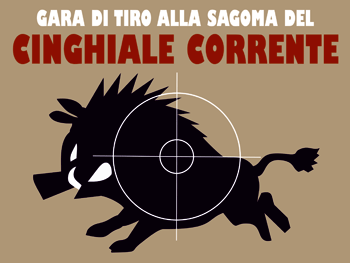 GARA DI TIRO ALLA SAGOMA DEL
CINGHIALE CORRENTE